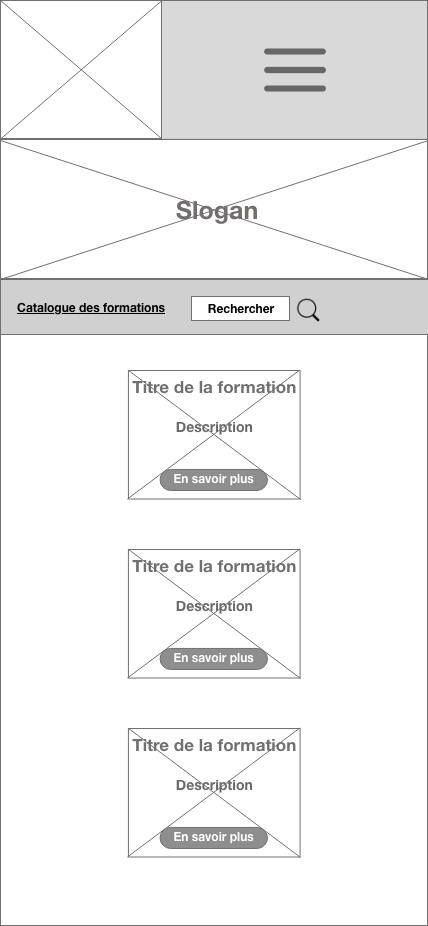 Slogan
Catalogue des formations
Rechercher
Titre de la formation
Description
En savoir plus
Titre de la formation
Description
En savoir plus
Titre de la formation
Description
En savoir plus